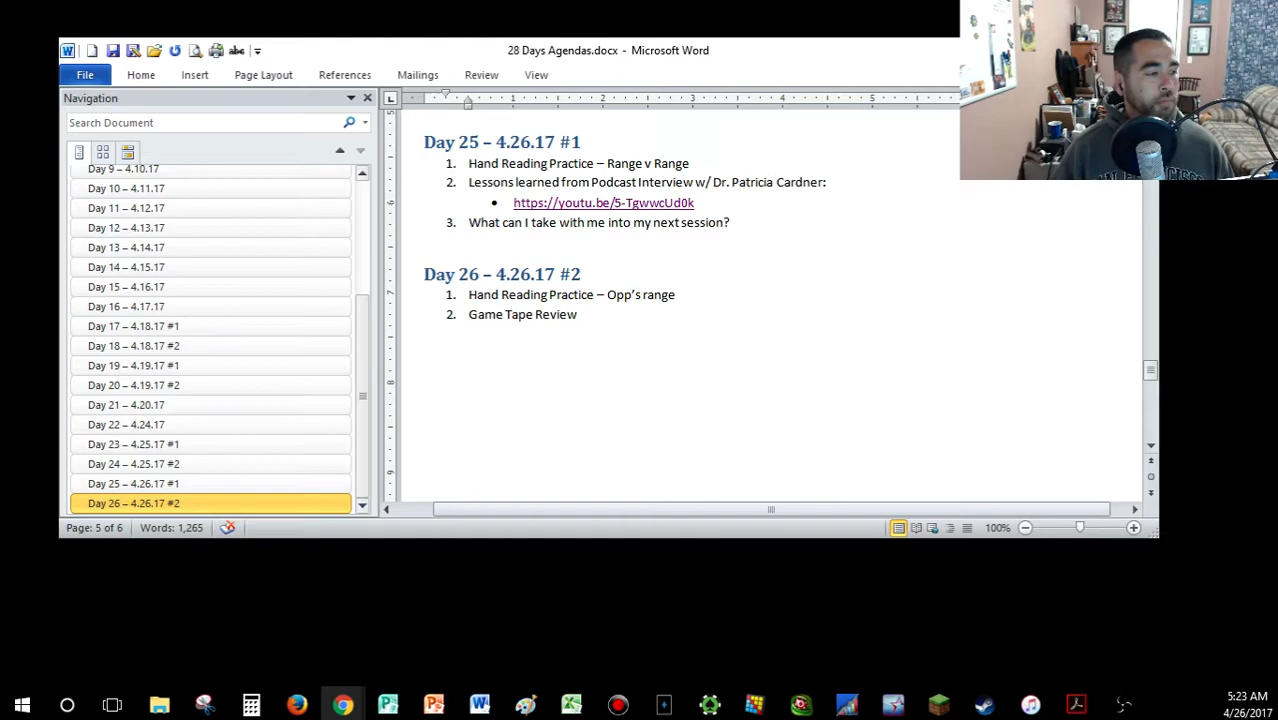 28 Days Agendas.docx - Microsoft Word
File Home Insert Page Layout References Mailings Review View
Navigation
Search Document
Day 9 – 4.10.17
Day 10 – 4.11.17
Day 11 – 4.12.17
Day 12 – 4.13.17
Day 13 – 4.14.17
Day 14 – 4.15.17
Day 15 – 4.16.17
Day 16 – 4.17.17
Day 17 – 4.18.17 #1
Day 18 – 4.18.17 #2
Day 19 – 4.19.17 #1
Day 20 – 4.19.17 #2
Day 21 – 4.20.17
Day 22 – 4.24.17
Day 23 – 4.25.17 #1
Day 24 – 4.25.17 #2
Day 25 – 4.26.17 #1
Day 26 – 4.26.17 #2
1 2 3 4 5
Day 25 – 4.26.17 #1
1. Hand Reading Practice – Range v Range
2. Lessons learned from Podcast Interview w/ Dr. Patricia Cardner:
• https://youtu.be/5-TgwwcUd0k
3. What can I take with me into my next session?
Day 26 – 4.26.17 #2
1. Hand Reading Practice – Opp's range
2. Game Tape Review
Page: 5 of 6 Words: 1,265
100%
5:23 AM
4/26/2017